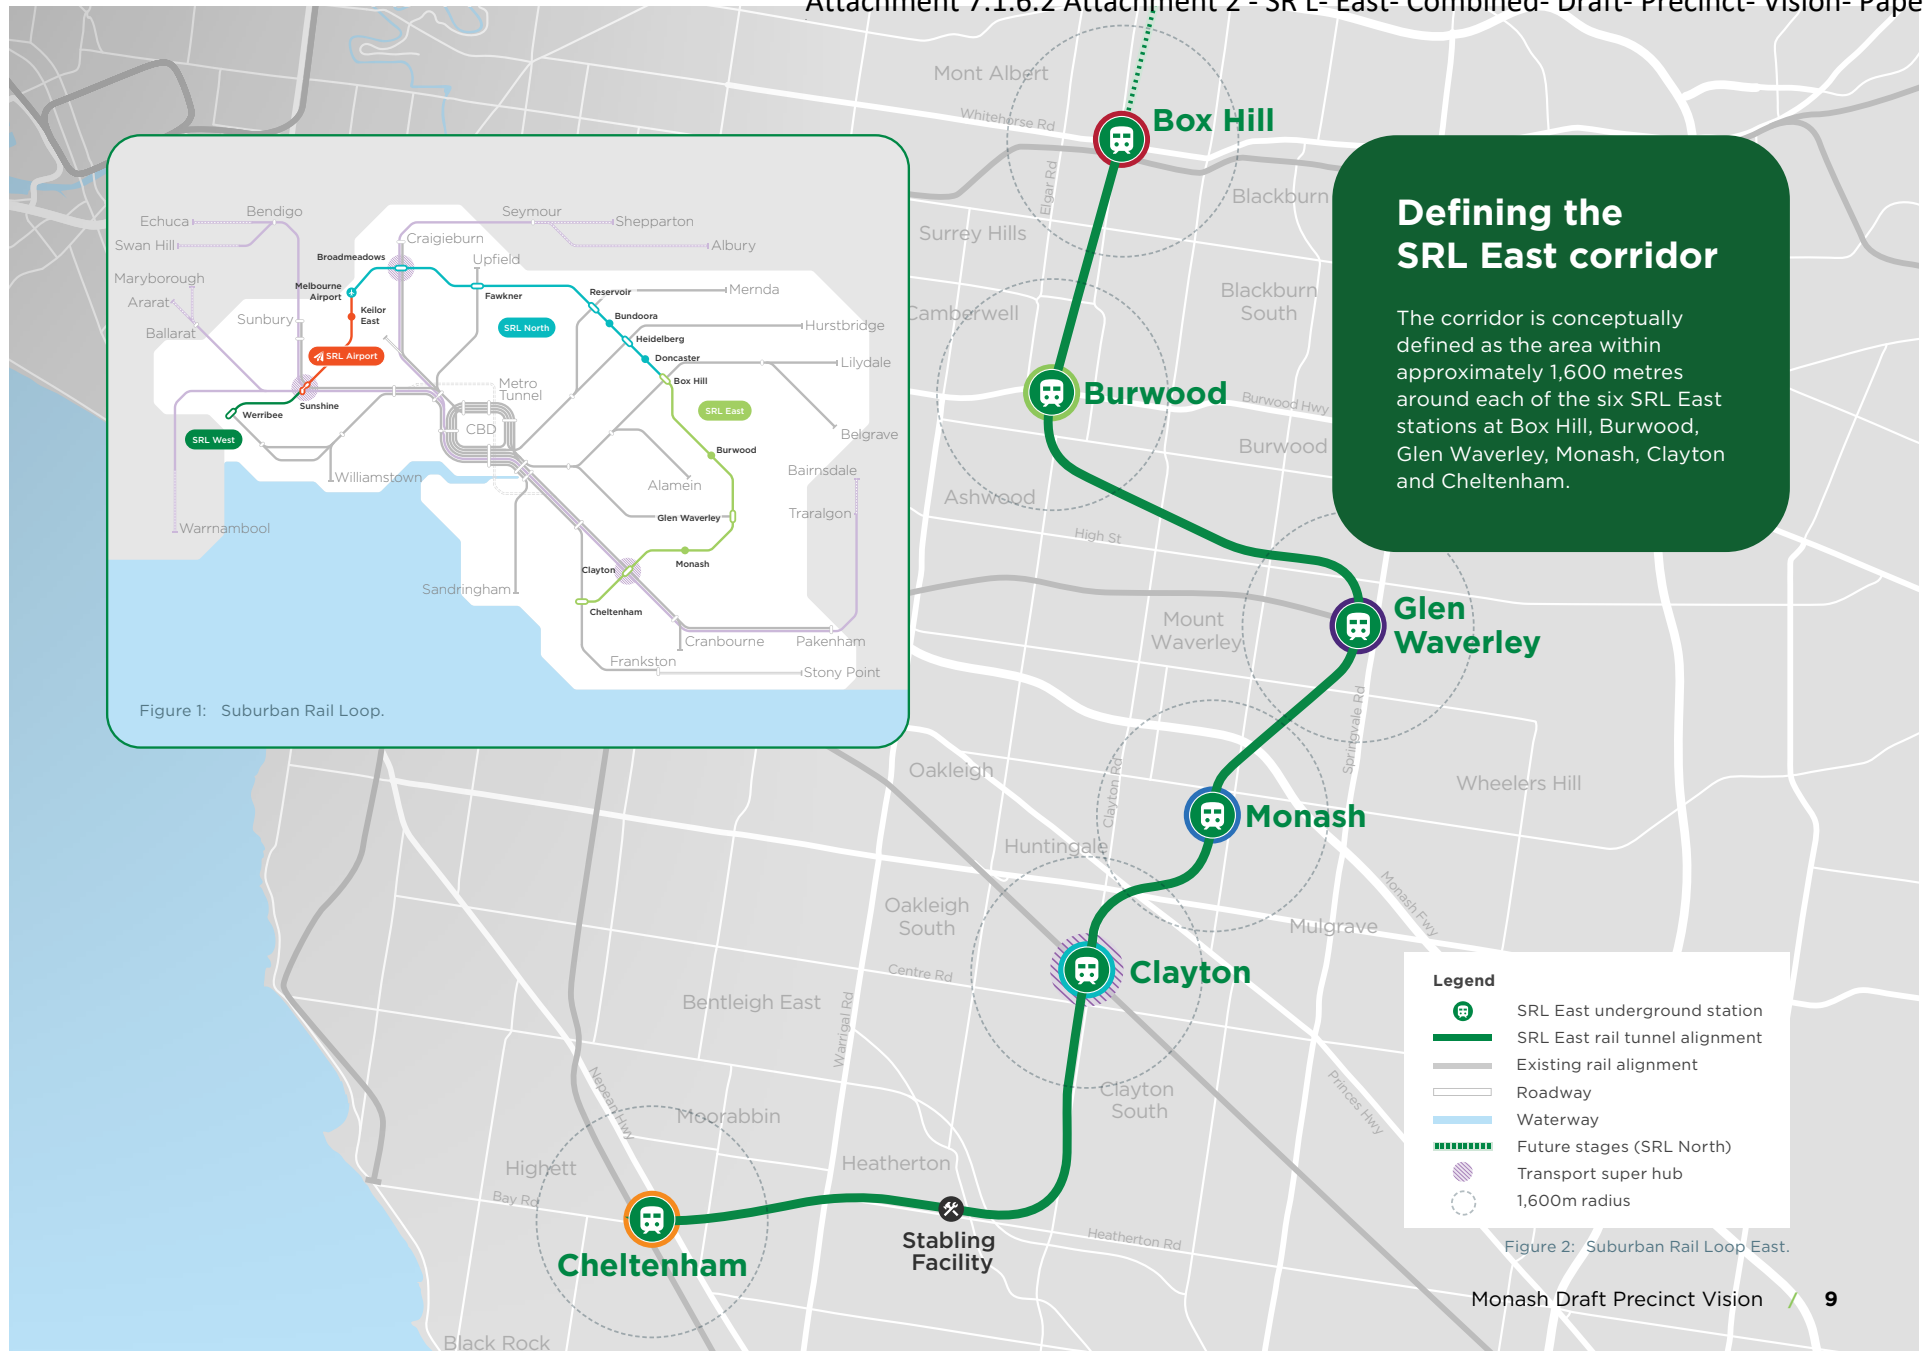 Attachment 7.1.6.2 Attachment 2 - SR L- East- Combined- Draft- Precinct- Vision- Pape
Mont Albert
Whitehorse Rd
Box Hill
Elgar Rd
Blackburn
Surrey Hills
Blackburn
South
Camberwell
Burwood
Burwood Hwy
Burwood
Ashwood
High St
Mount
Waverley
Glen
Waverley
Springvale Rd
Oakleigh
Clayton Rd
Wheelers Hill
Monash
Huntingale
Monash Fwy
Oakleigh
South
Mulgrave
Centre Rd
Clayton
Bentleigh East
Warrigal Rd
Clayton
South
Princes Hwy
Nepean Hwy
Moorabbin
Heatherton
Highett
Bay Rd
Stabling
Facility
Heatherton Rd
Cheltenham
Black Rock
Defining the
SRL East corridor
The corridor is conceptually
defined as the area within
approximately 1,600 metres
around each of the six SRL East
stations at Box Hill, Burwood,
Glen Waverley, Monash, Clayton
and Cheltenham.
Echuca
Bendigo
Swan Hill
Seymour
Shepparton
Albury
Craigieburn
Broadmeadows
Upfield
Maryborough
Ararat
Ballarat
Melbourne
Airport
Keilor
East
Fawkner
Reservoir
Mernda
Sunbury
SRL North
Bundoora
Hurstbridge
Heidelberg
SRL Airport
Doncaster
Lilydale
Box Hill
Metro
Tunnel
Sunshine
Werribee
SRL East
CBD
SRL West
Belgrave
Burwood
Williamstown
Alamein
Bairnsdale
Glen Waverley
Traralgon
Warrnambool
Monash
Clayton
Sandringham
Cheltenham
Cranbourne
Pakenham
Frankston
Stony Point
Figure 1: Suburban Rail Loop.
Legend
SRL East underground station
SRL East rail tunnel alignment
Existing rail alignment
Roadway
Waterway
Future stages (SRL North)
Transport super hub
1,600m radius
Figure 2: Suburban Rail Loop East.
Monash Draft Precinct Vision / 9